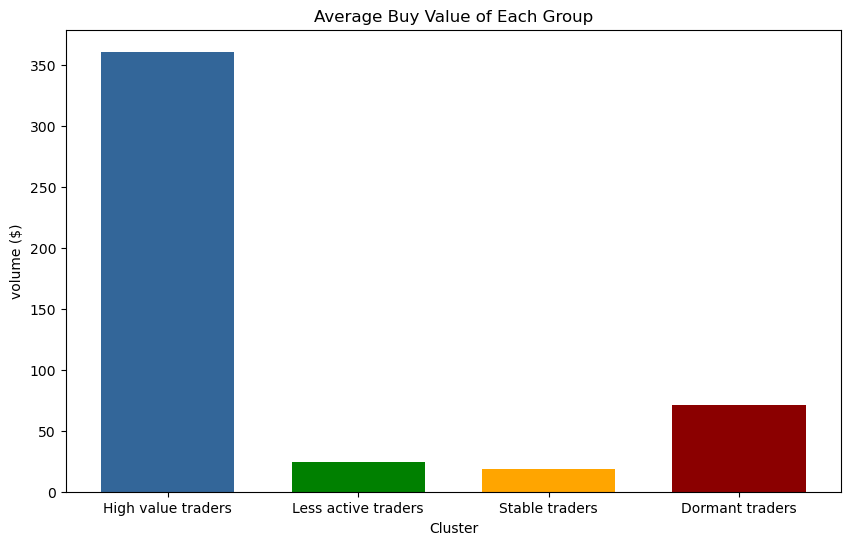 Average Buy Value of Each Group
350
300
250
200
150
100
50
0
volume ($)
High value traders
Less active traders
Stable traders
Dormant traders
Cluster